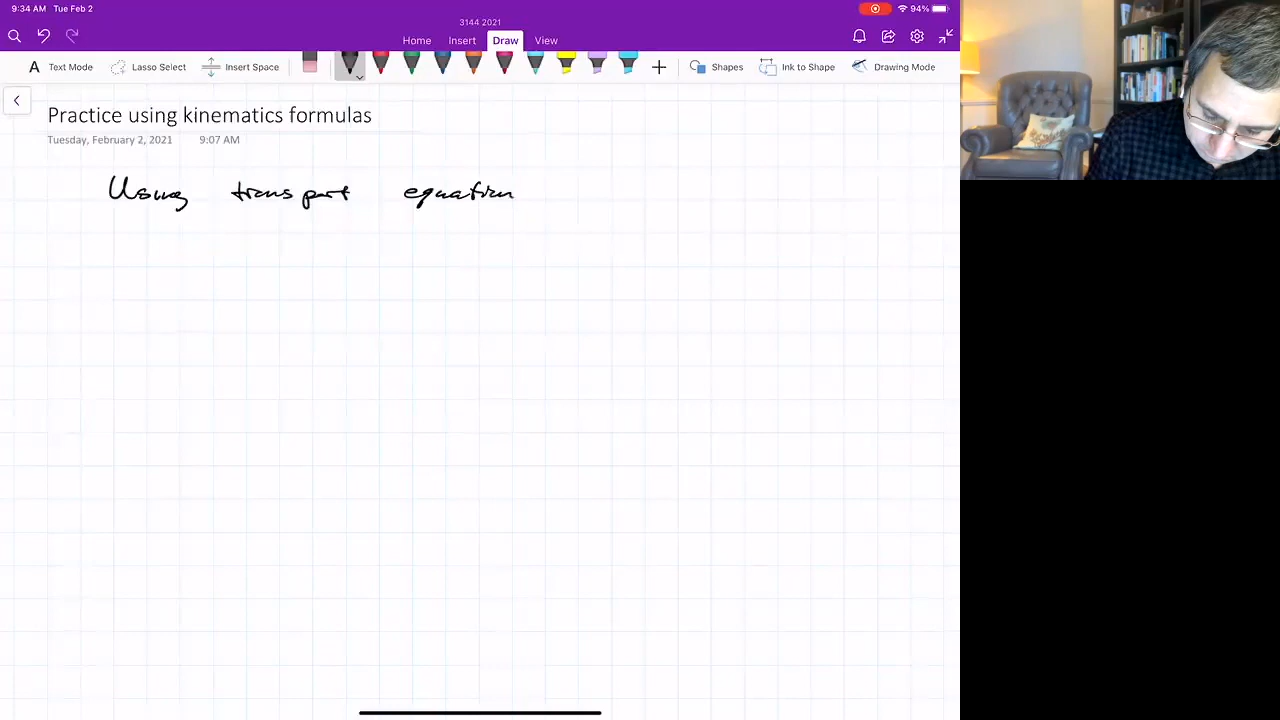 9:34 AM Tue Feb 2
94%
3144 2021
Home Insert Draw View
A Text Mode Lasso Select Insert Space Shapes Ink to Shape Drawing Mode
Practice using kinematics formulas
Tuesday, February 2, 2021 9:07 AM
Using transport equation